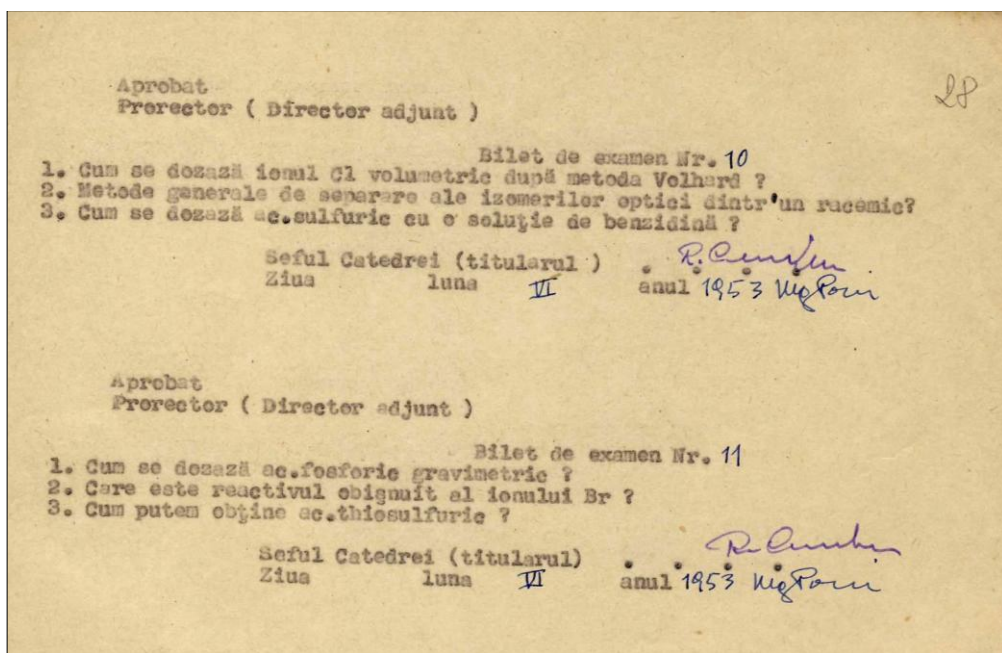 28
Aprobat
Prorector ( Director adjunt )
Bilet de examen Nr. 10
1. Cum se dozază ionul Cl volumetric după metoda Volhard ?
2. Metode generale de separare ale izomerilor optici dintr'un racemic?
3. Cum se dozază ac.sulfuric cu o soluţie de benzidină ?
Seful Catedrei (titularul ) . . . .
Ziua luna VI anul 1953
Aprobat
Prorector ( Director adjunt )
Bilet de examen Nr. 11
1. Cum se dozază ac.fosforic gravimetric ?
2. Care este reactivul obignuit al ionului Br ?
3. Cum putem obţine ac.thiosulfuric ?
Seful Catedrei (titularul) . . . .
Ziua luna VI anul 1953